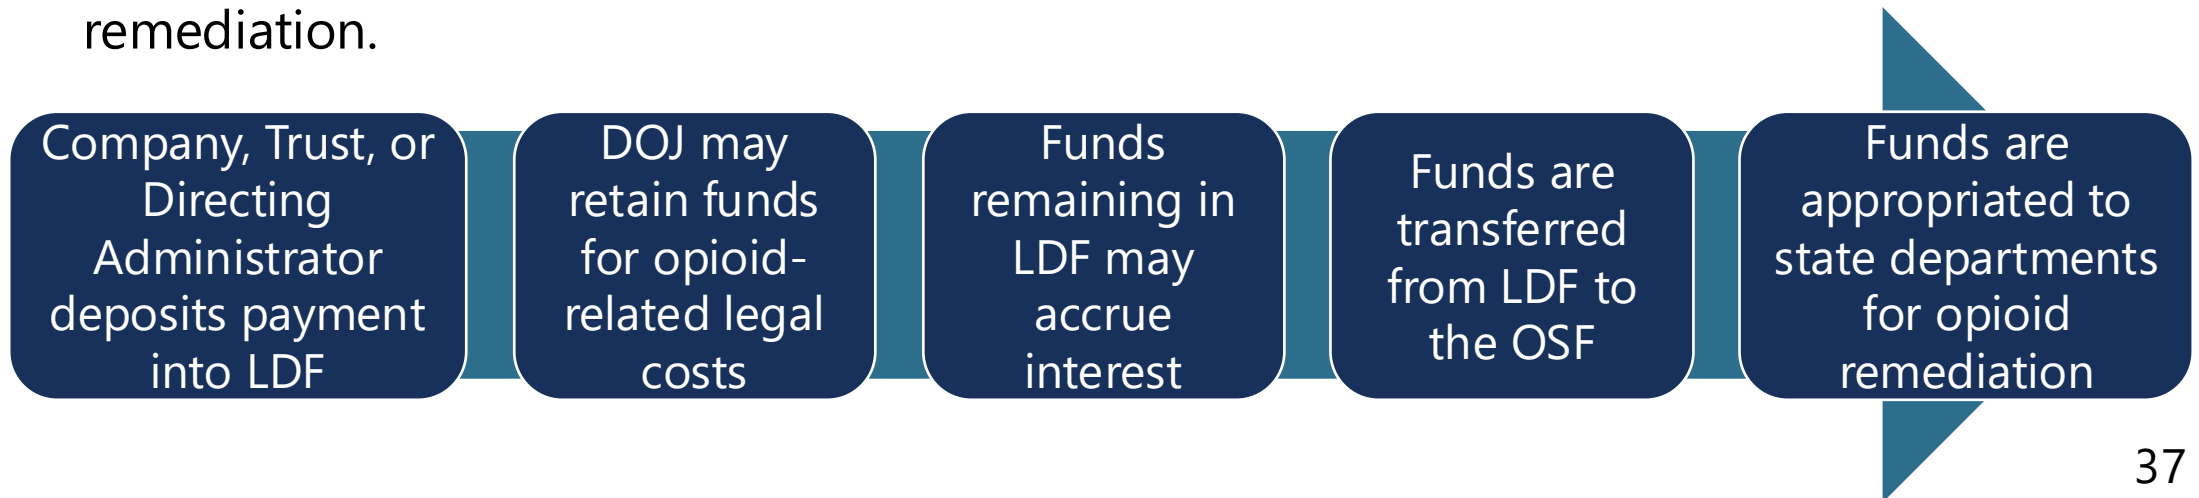 remediation.
Company, Trust, or
Directing
Administrator
deposits payment
into LDF
DOJ may
retain funds
for opioid-
related legal
costs
Funds
remaining in
LDF may
accrue
interest
Funds are
transferred
from LDF to
the OSF
Funds are
appropriated to
state departments
for opioid
remediation
37